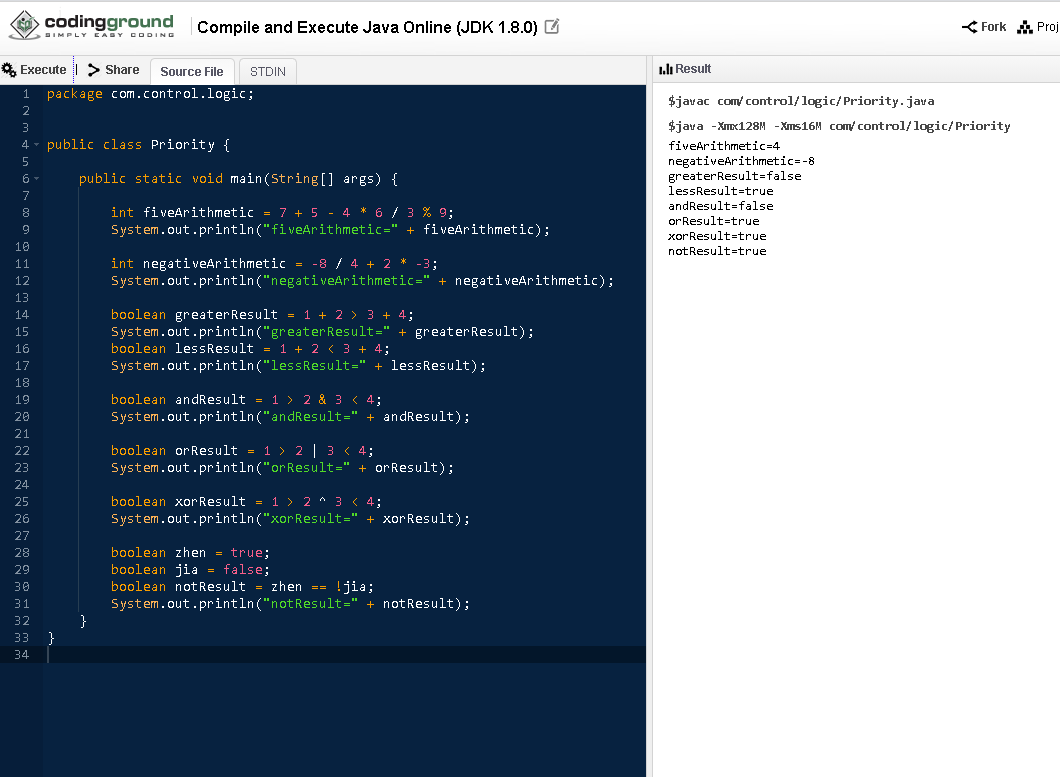 codingground
SIMPLY EASY CODING
Compile and Execute Java Online (JDK 1.8.0)
Fork
Proj
Execute
Share
Source File
STDIN
1 package com.control.logic;
2
3
4 public class Priority {
5
6     public static void main(String[] args) {
7
8         int fiveArithmetic = 7 + 5 - 4 * 6 / 3 % 9;
9         System.out.println("fiveArithmetic=" + fiveArithmetic);
10
11         int negativeArithmetic = -8 / 4 + 2 * -3;
12         System.out.println("negativeArithmetic=" + negativeArithmetic);
13
14         boolean greaterResult = 1 + 2 > 3 + 4;
15         System.out.println("greaterResult=" + greaterResult);
16         boolean lessResult = 1 + 2 < 3 + 4;
17         System.out.println("lessResult=" + lessResult);
18
19         boolean andResult = 1 > 2 & 3 < 4;
20         System.out.println("andResult=" + andResult);
21
22         boolean orResult = 1 > 2 | 3 < 4;
23         System.out.println("orResult=" + orResult);
24
25         boolean xorResult = 1 > 2 ^ 3 < 4;
26         System.out.println("xorResult=" + xorResult);
27
28         boolean zhen = true;
29         boolean jia = false;
30         boolean notResult = zhen == !jia;
31         System.out.println("notResult=" + notResult);
32     }
33 }
34
Result
$javac com/control/logic/Priority.java
$java -Xmx128M -Xms16M com/control/logic/Priority
fiveArithmetic=4
negativeArithmetic=-8
greaterResult=false
lessResult=true
andResult=false
orResult=true
xorResult=true
notResult=true